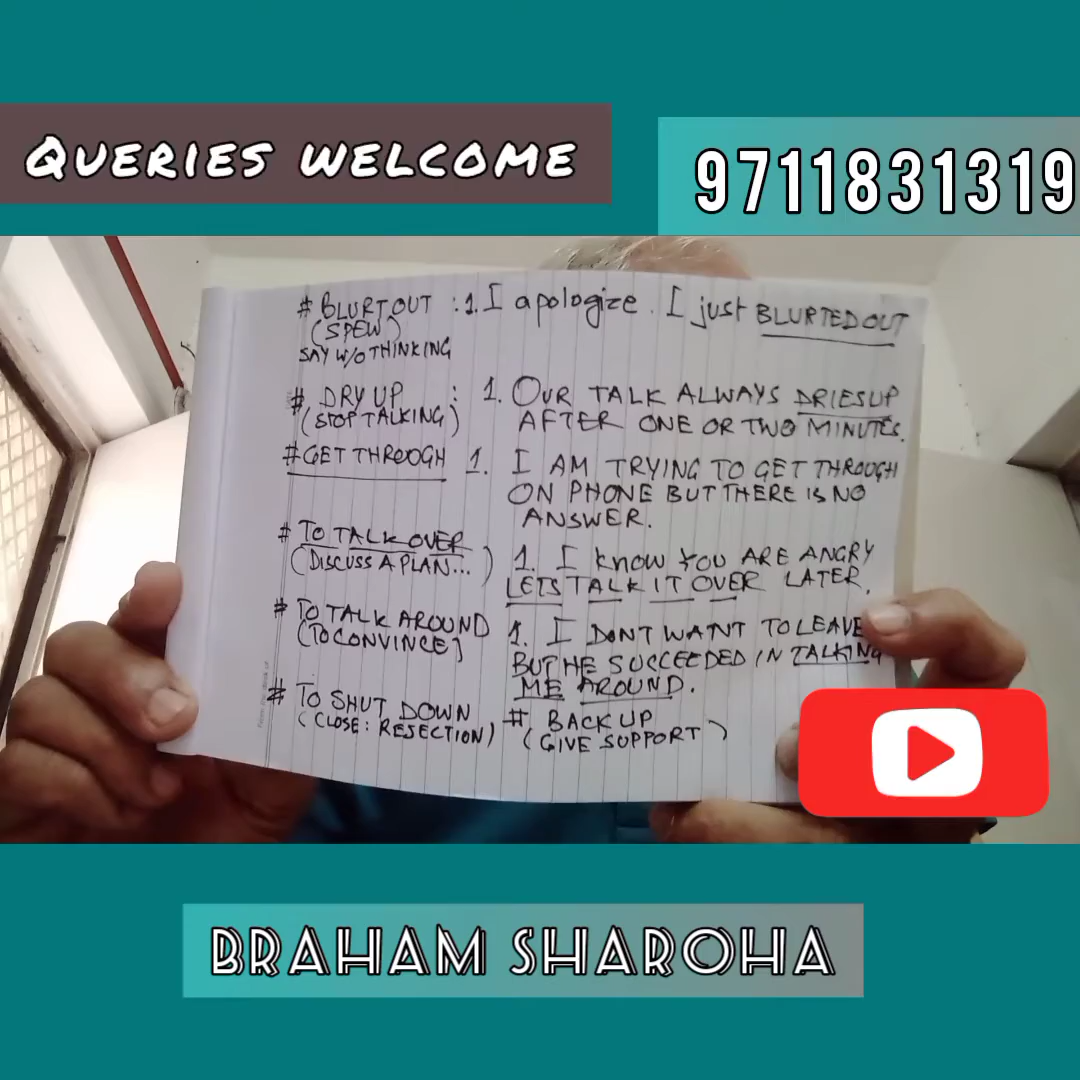 QUERIES WELCOME
9711831319
# BLURT OUT : 1. I apologize. I just BLURTED OUT
(SPEW)
SAY W/O THINKING
# DRY UP : 1. OUR TALK ALWAYS DRIES UP
(STOP TALKING) AFTER ONE OR TWO MINUTES.
# GET THROUGH 1. I AM TRYING TO GET THROUGH
ON PHONE BUT THERE IS NO
ANSWER.
# TO TALK OVER
(DISCUSS A PLAN...) 1. I KNOW YOU ARE ANGRY
LETS TALK IT OVER LATER.
# TO TALK AROUND
(TO CONVINCE) 1. I DONT WANT TO LEAVE
BUT HE SUCCEEDED IN TALKING
ME AROUND.
# TO SHUT DOWN
(CLOSE: REJECTION)
# BACK UP
(GIVE SUPPORT)
BRAHAM SHAROHA